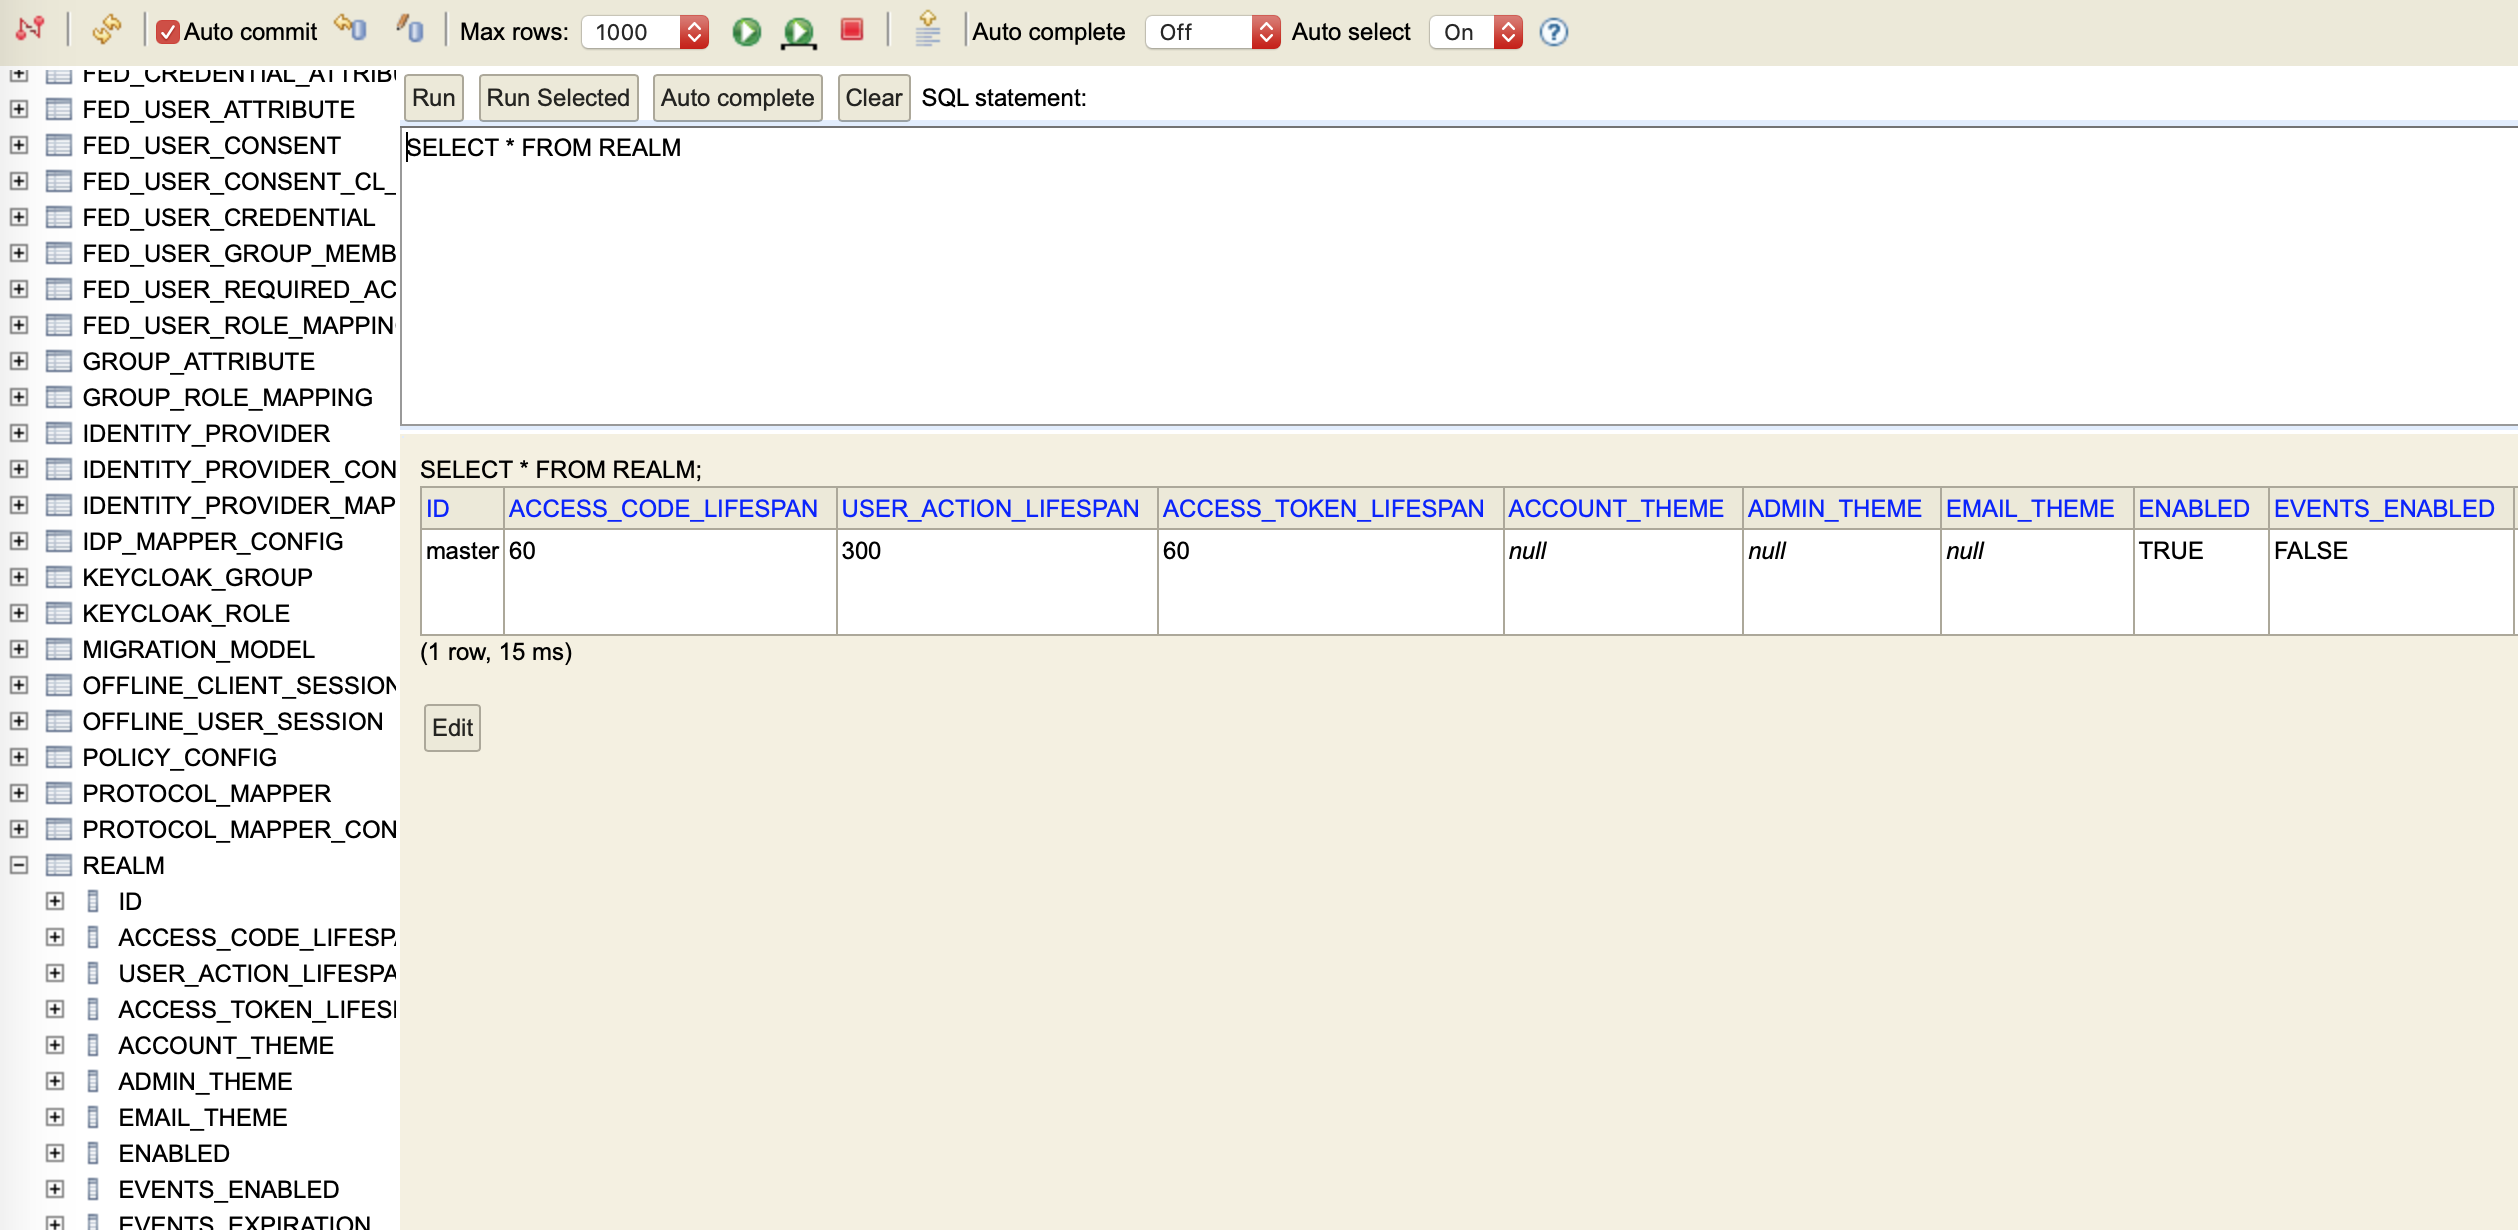 Auto commit Max rows: 1000 Auto complete Off Auto select On ?
FED_USER_ATTRIBUTE
FED_USER_CONSENT
FED_USER_CONSENT_CL_
FED_USER_CREDENTIAL
FED_USER_GROUP_MEMB
FED_USER_REQUIRED_AC
FED_USER_ROLE_MAPPIN
GROUP_ATTRIBUTE
GROUP_ROLE_MAPPING
IDENTITY_PROVIDER
IDENTITY_PROVIDER_CON
IDENTITY_PROVIDER_MAP
IDP_MAPPER_CONFIG
KEYCLOAK_GROUP
KEYCLOAK_ROLE
MIGRATION_MODEL
OFFLINE_CLIENT_SESSION
OFFLINE_USER_SESSION
POLICY_CONFIG
PROTOCOL_MAPPER
PROTOCOL_MAPPER_CON
REALM
ID
ACCESS_CODE_LIFESP
USER_ACTION_LIFESPA
ACCESS_TOKEN_LIFES
ACCOUNT_THEME
ADMIN_THEME
EMAIL_THEME
ENABLED
EVENTS_ENABLED
EVENTS_EXPIRATION
Run Run Selected Auto complete Clear SQL statement:
SELECT * FROM REALM
SELECT * FROM REALM;
ID ACCESS_CODE_LIFESPAN USER_ACTION_LIFESPAN ACCESS_TOKEN_LIFESPAN ACCOUNT_THEME ADMIN_THEME EMAIL_THEME ENABLED EVENTS_ENABLED
master 60 300 60 null null null TRUE FALSE
(1 row, 15 ms)
Edit